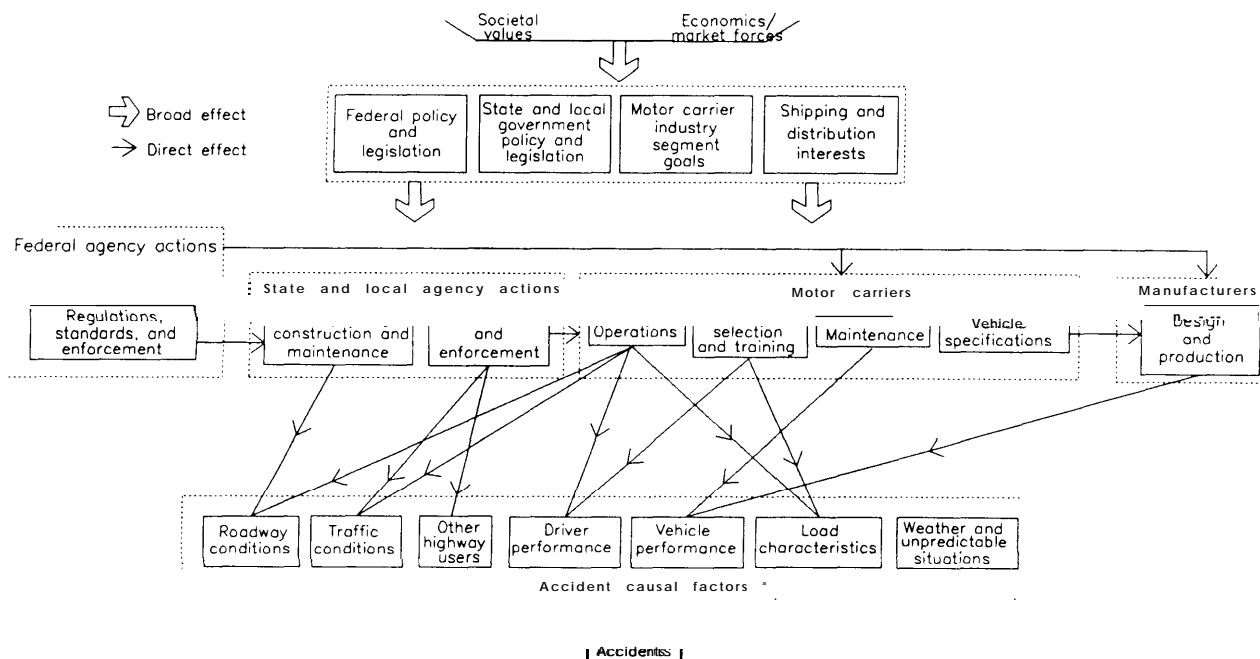 Societal
values
Economics/
market forces
Broad effect
Direct effect
Federal policy
and
legislation
State and local
government
policy and
legislation
Motor carrier
industry
segment
goals
Shipping and
distribution
interests
Federal agency actions
State and local agency actions
Motor carriers
Manufacturers
Regulations,
standards, and
enforcement
construction and
maintenance
and
enforcement
Operations
selection
and training
Maintenance
Vehicle
specifications
Design
and
production
Roadway
conditions
Traffic
conditions
Other
highway
users
Driver
performance
Vehicle
performance
Load
characteristics
Weather and
unpredictable
situations
Accident causal factors
Accidents